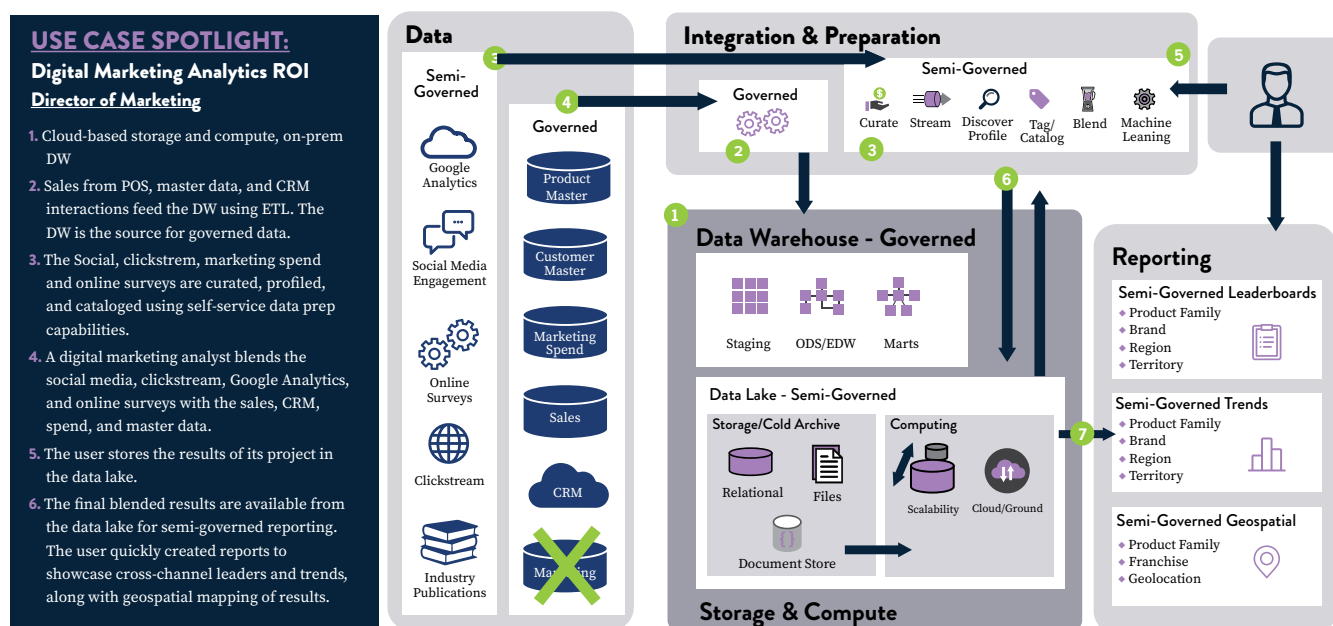 USE CASE SPOTLIGHT:
Digital Marketing Analytics ROI
Director of Marketing
1. Cloud-based storage and compute, on-prem
DW
2. Sales from POS, master data, and CRM
interactions feed the DW using ETL. The
DW is the source for governed data.
3. The Social, clickstrem, marketing spend
and online surveys are curated, profiled,
and cataloged using self-service data prep
capabilities.
4. A digital marketing analyst blends the
social media, clickstream, Google Analytics,
and online surveys with the sales, CRM,
spend, and master data.
5. The user stores the results of its project in
the data lake.
6. The final blended results are available from
the data lake for semi-governed reporting.
The user quickly created reports to
showcase cross-channel leaders and trends,
along with geospatial mapping of results.
Data
Semi-
Governed
3
Google
Analytics
Social Media
Engagement
Online
Surveys
Clickstream
Industry
Publications
4
Governed
Product
Master
Customer
Master
Marketing
Spend
Sales
CRM
Marketing
Integration & Preparation
Governed
2
Semi-Governed
5
Curate
Stream
Discover
Profile
Tag/
Catalog
Blend
Machine
Leaning
3
6
1
Data Warehouse - Governed
Staging
ODS/EDW
Marts
Data Lake - Semi-Governed
Storage/Cold Archive
Relational
Files
Document Store
Computing
Scalability
Cloud/Ground
Storage & Compute
7
Reporting
Semi-Governed Leaderboards
◆ Product Family
◆ Brand
◆ Region
◆ Territory
Semi-Governed Trends
◆ Product Family
◆ Brand
◆ Region
◆ Territory
Semi-Governed Geospatial
◆ Product Family
◆ Franchise
◆ Geolocation